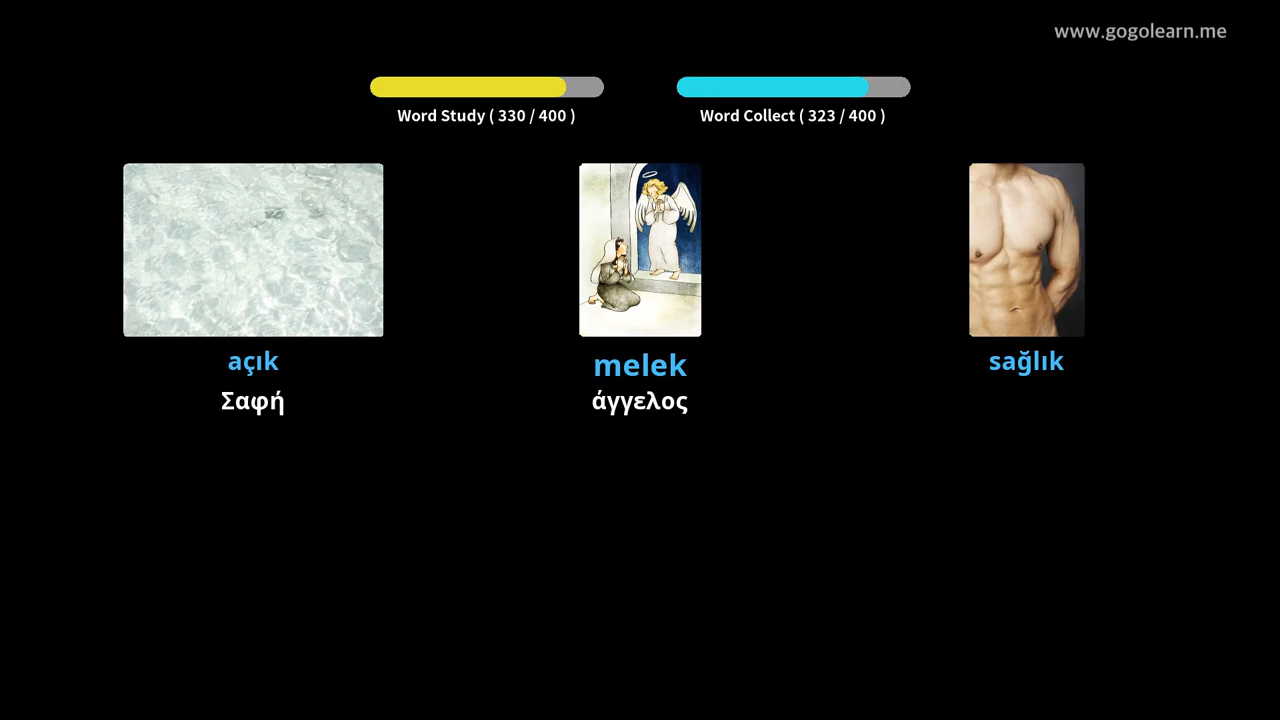 www.gogolearn.me
Word Study ( 330 / 400 )
Word Collect ( 323 / 400 )
açık
melek
sağlık
Σαφή
άγγελος